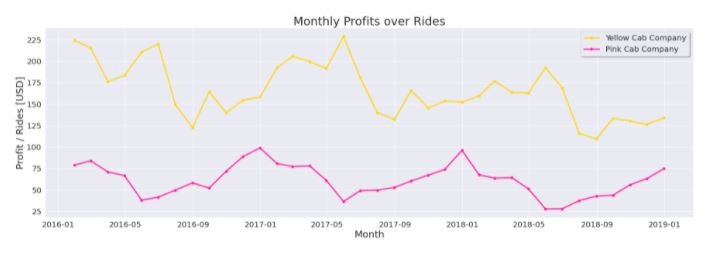 Monthly Profits over Rides
Yellow Cab Company
Pink Cab Company
Profit / Rides [USD]
225
200
175
150
125
100
75
50
25
2016-01 2016-05 2016-09 2017-01 2017-05 2017-09 2018-01 2018-05 2018-09 2019-01
Month